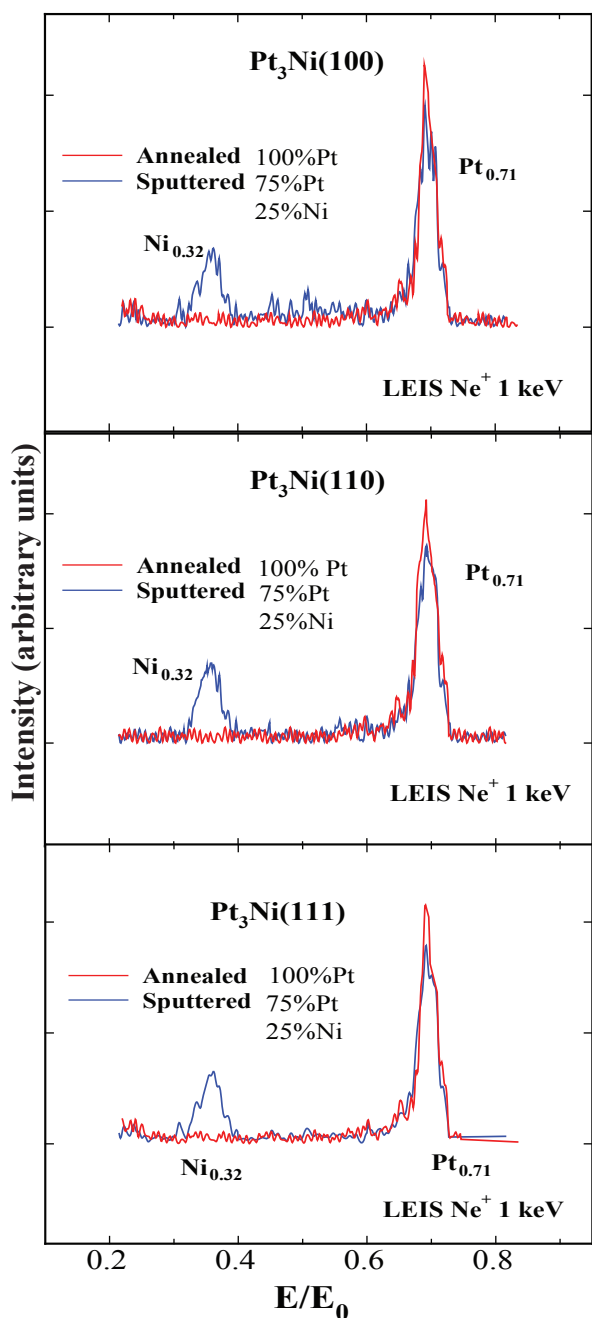 Pt₃Ni(100)
Annealed 100%Pt
Sputtered 75%Pt
25%Ni
Pt₀.₇₁
Ni₀.₃₂
LEIS Ne⁺ 1 keV
Pt₃Ni(110)
Annealed 100% Pt
Sputtered 75%Pt
25%Ni
Pt₀.₇₁
Ni₀.₃₂
LEIS Ne⁺ 1 keV
Intensity (arbitrary units)
Pt₃Ni(111)
Annealed 100%Pt
Sputtered 75%Pt
25%Ni
Ni₀.₃₂
Pt₀.₇₁
LEIS Ne⁺ 1 keV
0.2 0.4 0.6 0.8
E/E₀